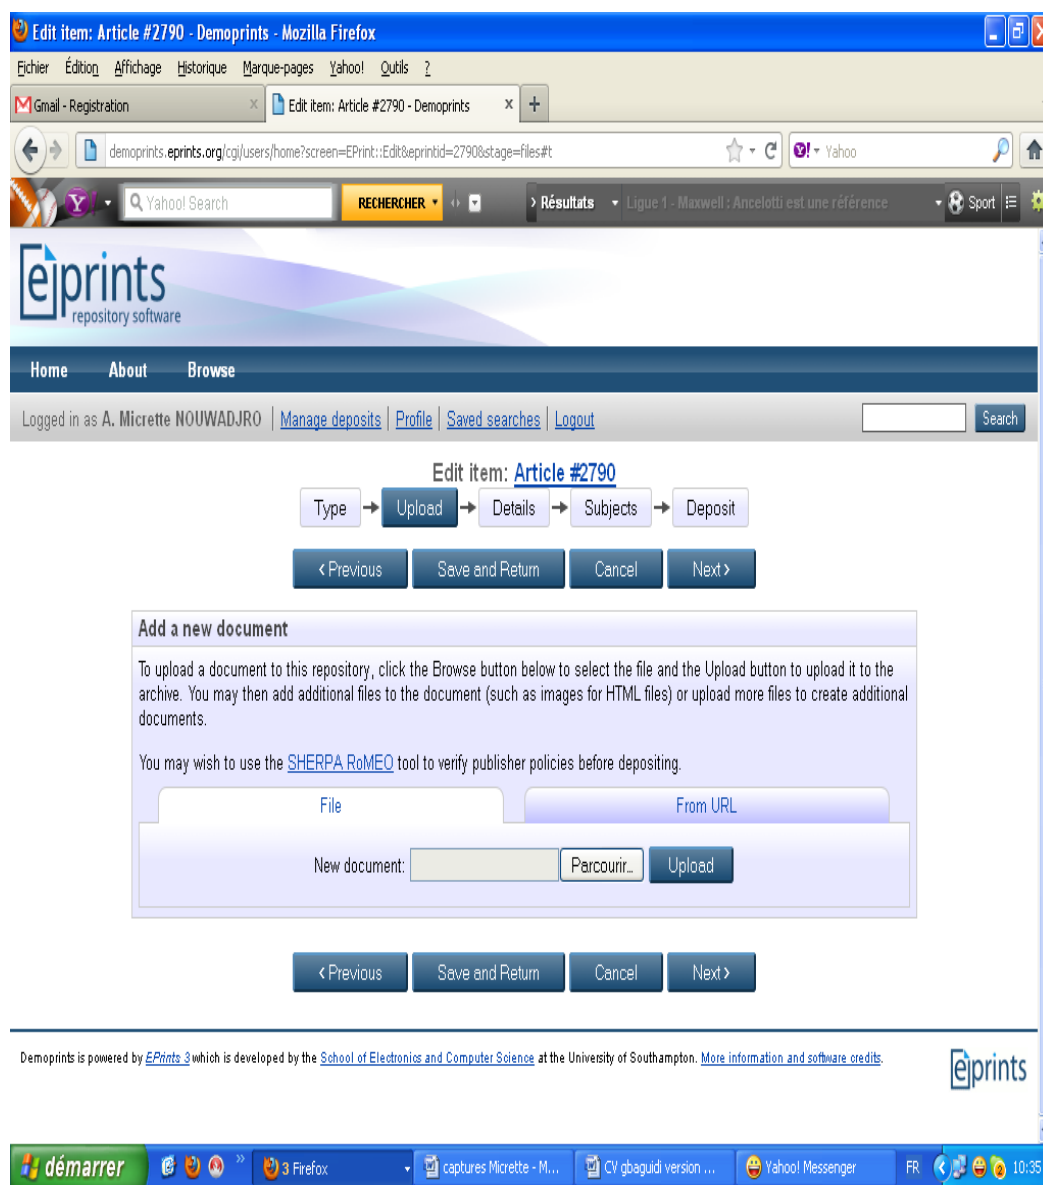 Edit item: Article #2790 - Demoprints - Mozilla Firefox
Fichier Édition Affichage Historique Marque-pages Yahoo! Outils ?
Gmail - Registration × Edit item: Article #2790 - Demoprints × +
demoprints.eprints.org/cgi/users/home?screen=EPrint::Edit&eprintid=2790&stage=files#t Yahoo
Y! Yahoo! Search RECHERCHER > Résultats Ligue 1 - Maxwell : Ancelotti est une référence Sport
eprints
repository software
Home About Browse
Logged in as A. Micrette NOUWADJRO | Manage deposits | Profile | Saved searches | Logout Search
Edit item: Article #2790
Type → Upload → Details → Subjects → Deposit
< Previous Save and Return Cancel Next >
Add a new document
To upload a document to this repository, click the Browse button below to select the file and the Upload button to upload it to the
archive. You may then add additional files to the document (such as images for HTML files) or upload more files to create additional
documents.
You may wish to use the SHERPA RoMEO tool to verify publisher policies before depositing.
File From URL
New document: Parcourir... Upload
< Previous Save and Return Cancel Next >
Demoprints is powered by EPrints 3 which is developed by the School of Electronics and Computer Science at the University of Southampton. More information and software credits.
eprints
démarrer » 3 Firefox captures Micrette - M... CV gbaguidi version ... Yahoo! Messenger FR 10:35